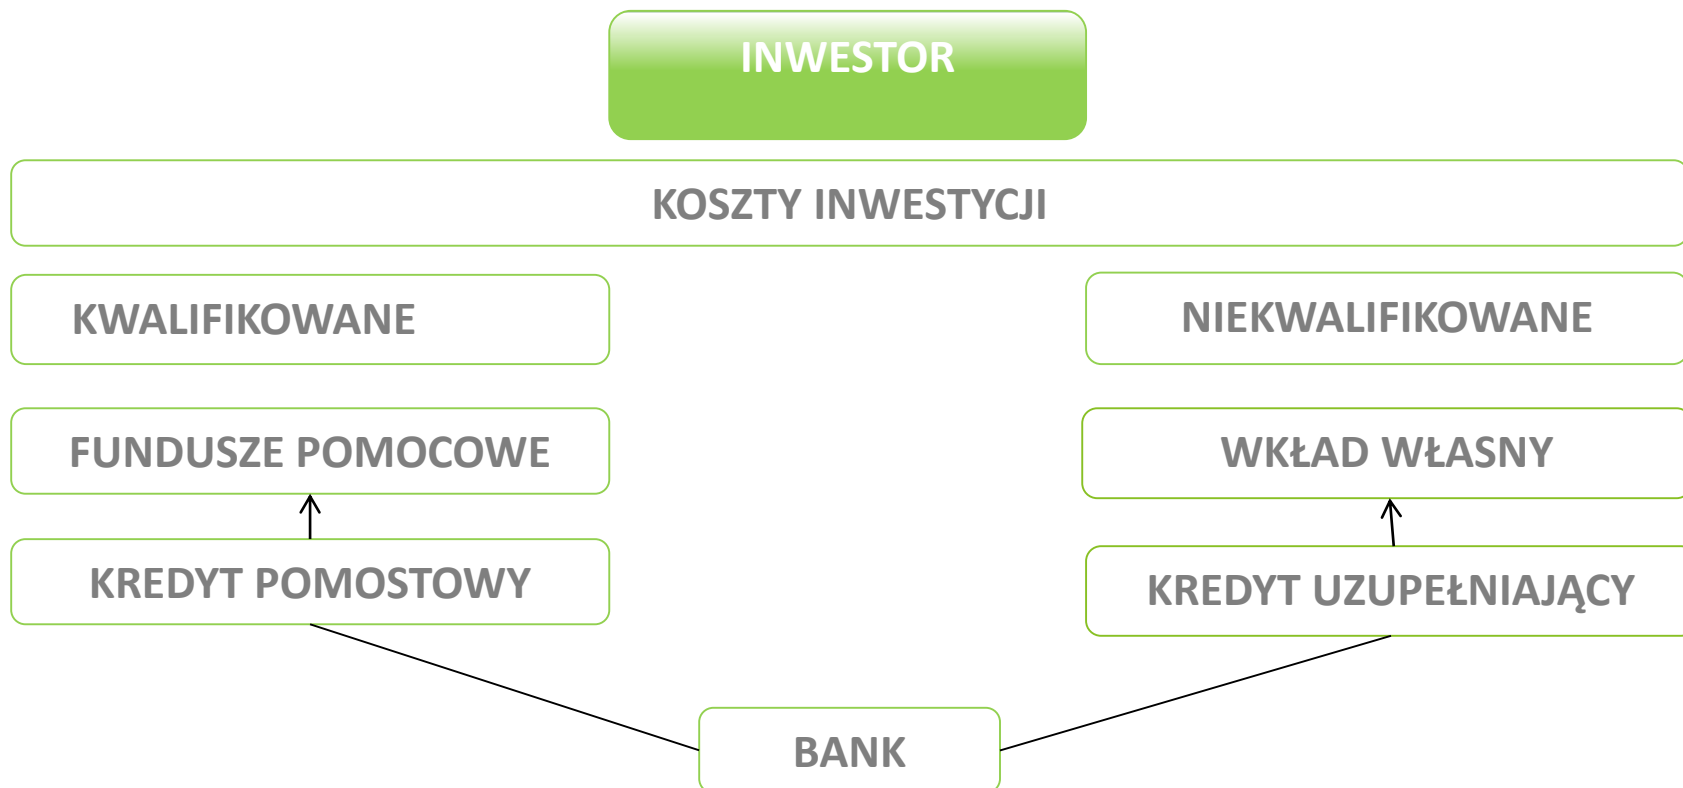 INWESTOR
KOSZTY INWESTYCJI
KWALIFIKOWANE
NIEKWALIFIKOWANE
FUNDUSZE POMOCOWE
WKŁAD WŁASNY
KREDYT POMOSTOWY
KREDYT UZUPEŁNIAJĄCY
BANK